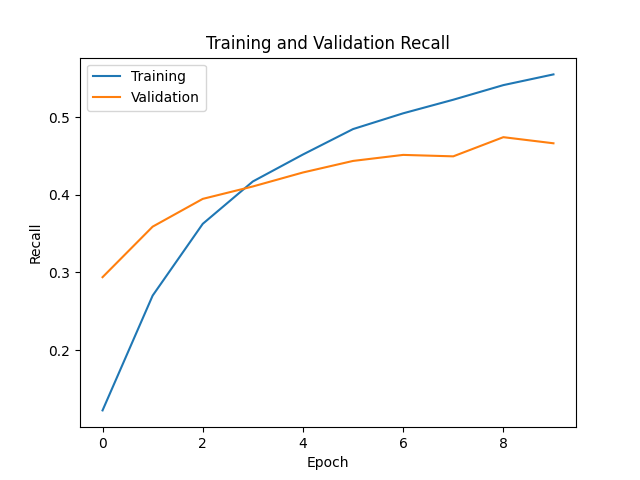 Training and Validation Recall
Training
Validation
Recall
0.5
0.4
0.3
0.2
0 2 4 6 8
Epoch